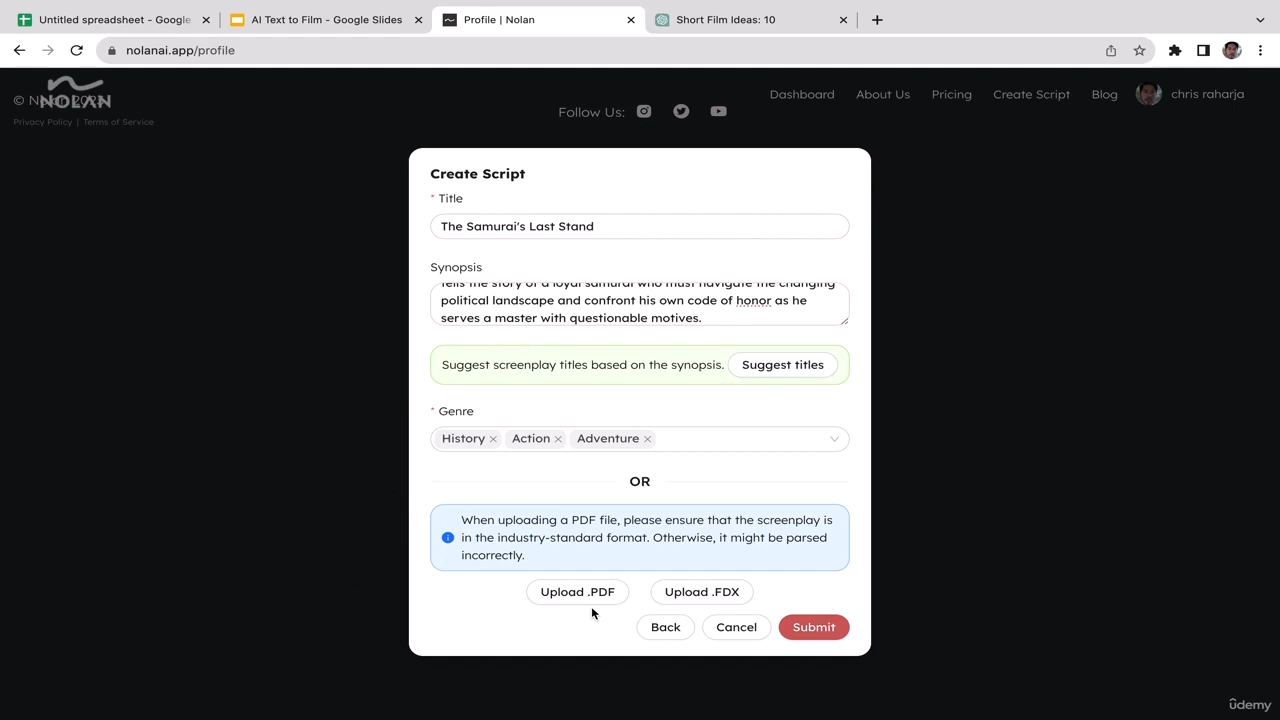 Untitled spreadsheet - Google
AI Text to Film - Google Slides
Profile | Nolan
Short Film Ideas: 10
nolanai.app/profile
NOLAN
Privacy Policy | Terms of Service
Follow Us:
Dashboard
About Us
Pricing
Create Script
Blog
chris raharja
Create Script
* Title
The Samurai's Last Stand
Synopsis
tells the story of a loyal samurai who must navigate the changing
political landscape and confront his own code of honor as he
serves a master with questionable motives.
Suggest screenplay titles based on the synopsis.
Suggest titles
* Genre
History
Action
Adventure
OR
When uploading a PDF file, please ensure that the screenplay is
in the industry-standard format. Otherwise, it might be parsed
incorrectly.
Upload .PDF
Upload .FDX
Back
Cancel
Submit
ûdemy